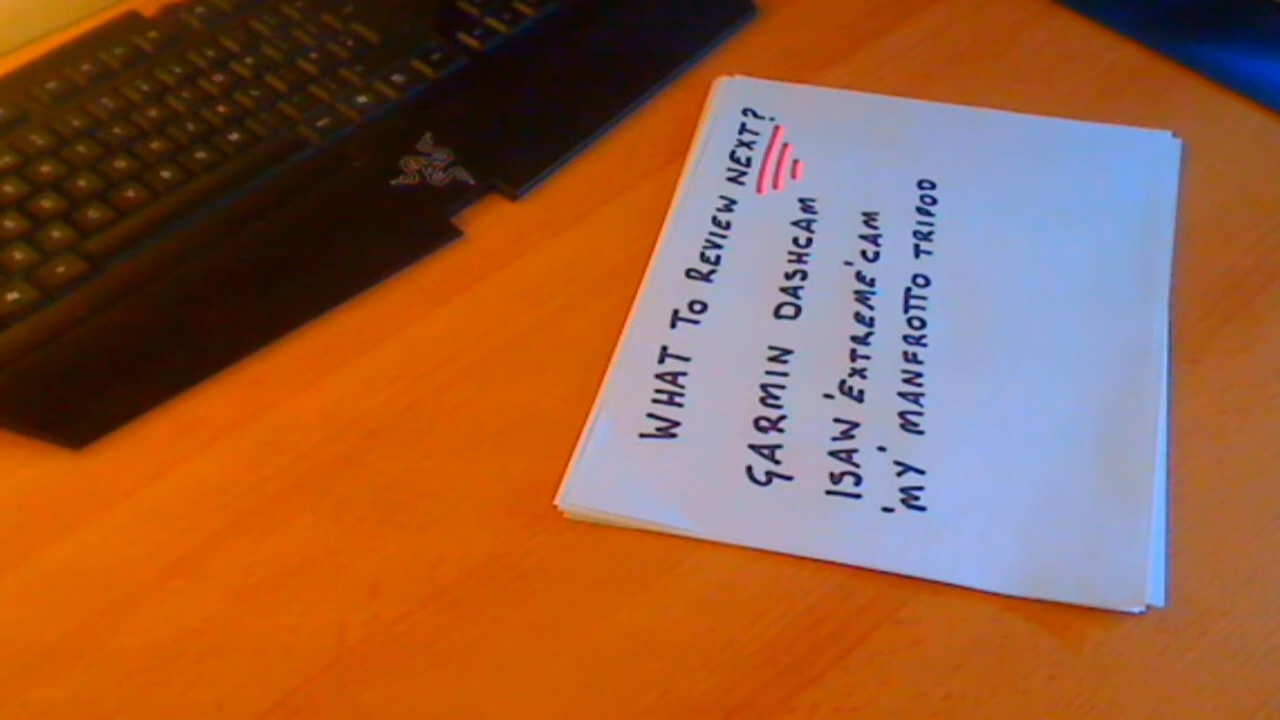 WHAT TO REVIEW NEXT?
GARMIN DASHCAM
ISAW 'EXTREME' CAM
'MY' MANFROTTO TRIPOD